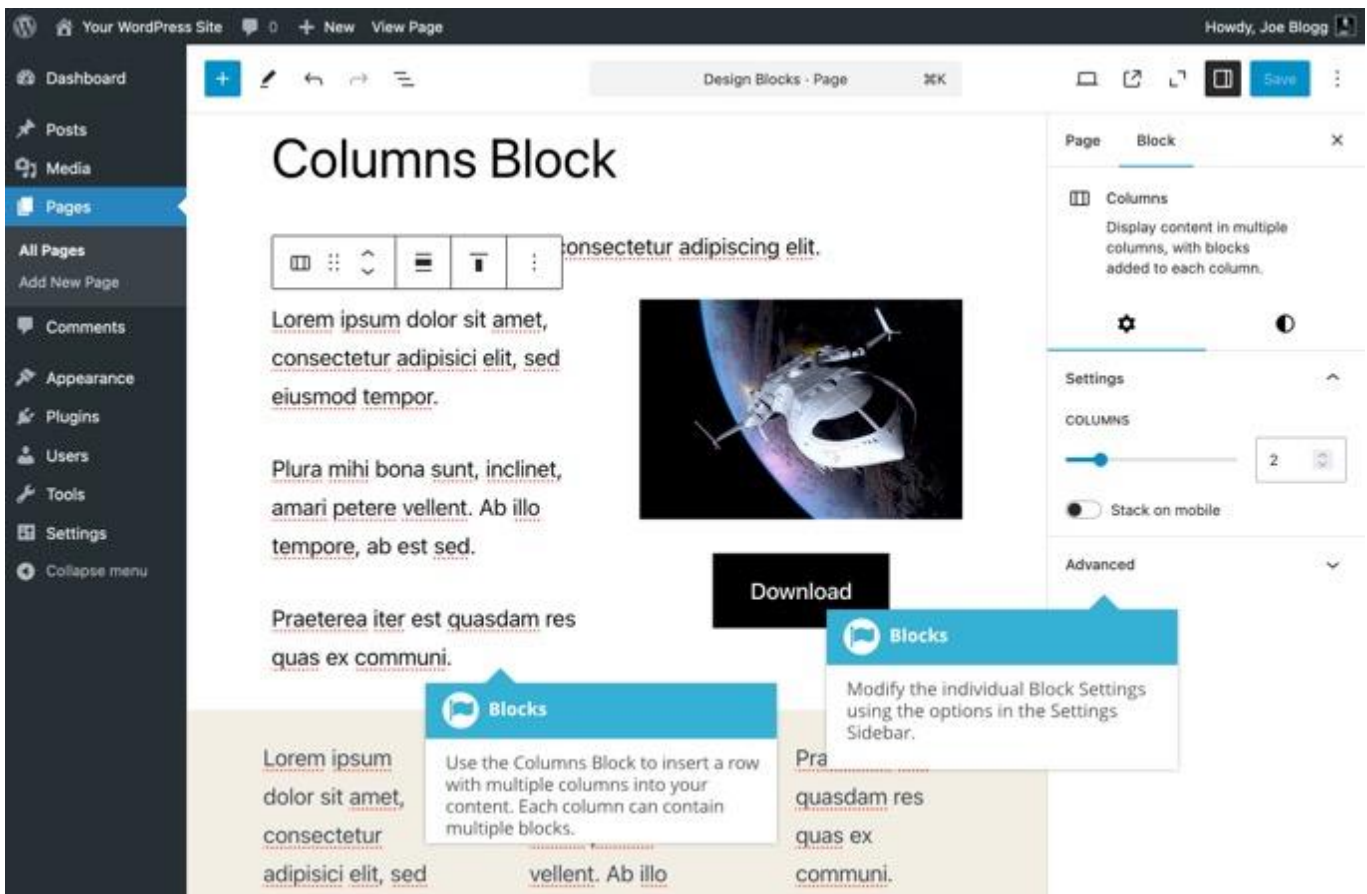 Your WordPress Site 0 + New View Page Howdy, Joe Blogg
Dashboard
Posts
Media
Pages
All Pages
Add New Page
Comments
Appearance
Plugins
Users
Tools
Settings
Collapse menu
Design Blocks · Page ⌘K
Save
Columns Block
consectetur adipiscing elit.
Lorem ipsum dolor sit amet,
consectetur adipisici elit, sed
eiusmod tempor.
Plura mihi bona sunt, inclinet,
amari petere vellent. Ab illo
tempore, ab est sed.
Praeterea iter est quasdam res
quas ex communi.
Download
Blocks
Use the Columns Block to insert a row
with multiple columns into your
content. Each column can contain
multiple blocks.
Lorem ipsum
dolor sit amet,
consectetur
adipisici elit, sed
vellent. Ab illo
Pra
quasdam res
quas ex
communi.
Page Block
Columns
Display content in multiple
columns, with blocks
added to each column.
Settings
COLUMNS
2
Stack on mobile
Advanced
Blocks
Modify the individual Block Settings
using the options in the Settings
Sidebar.